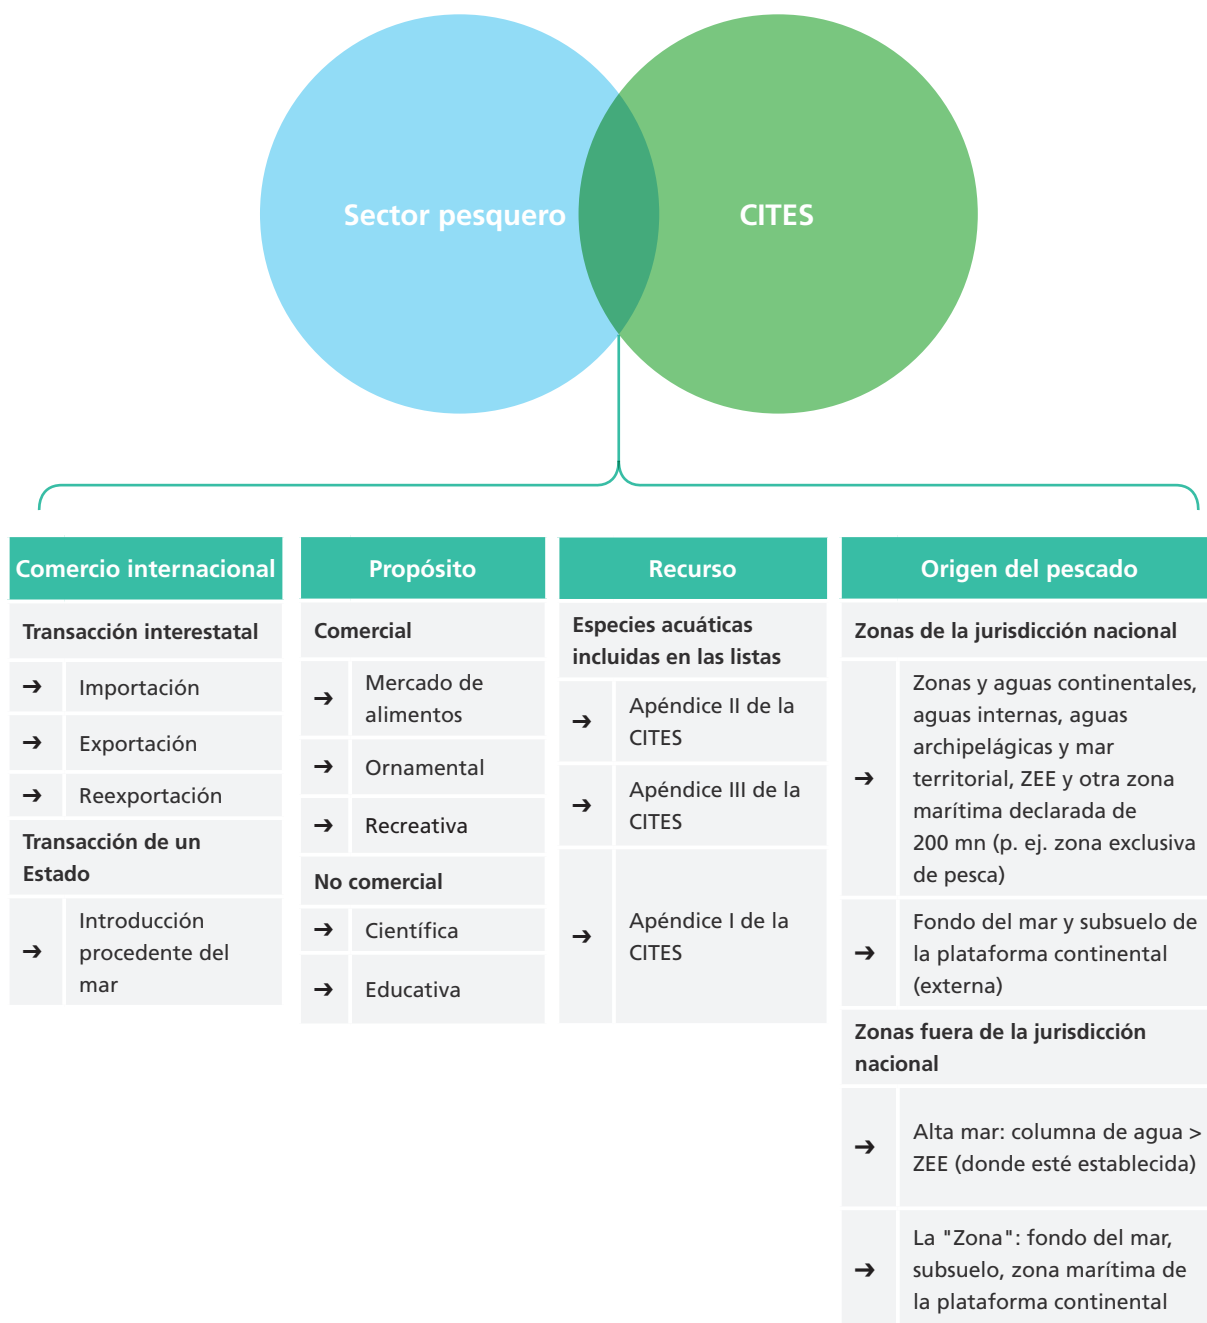 Sector pesquero
CITES
Comercio internacional
Transacción interestatal
➔ Importación
➔ Exportación
➔ Reexportación
Transacción de un
Estado
➔ Introducción
procedente del
mar
Propósito
Comercial
➔ Mercado de
alimentos
➔ Ornamental
➔ Recreativa
No comercial
➔ Científica
➔ Educativa
Recurso
Especies acuáticas
incluidas en las listas
➔ Apéndice II de la
CITES
➔ Apéndice III de la
CITES
➔ Apéndice I de la
CITES
Origen del pescado
Zonas de la jurisdicción nacional
➔ Zonas y aguas continentales,
aguas internas, aguas
archipelágicas y mar
territorial, ZEE y otra zona
marítima declarada de
200 mn (p. ej. zona exclusiva
de pesca)
➔ Fondo del mar y subsuelo de
la plataforma continental
(externa)
Zonas fuera de la jurisdicción
nacional
➔ Alta mar: columna de agua >
ZEE (donde esté establecida)
➔ La "Zona": fondo del mar,
subsuelo, zona marítima de
la plataforma continental